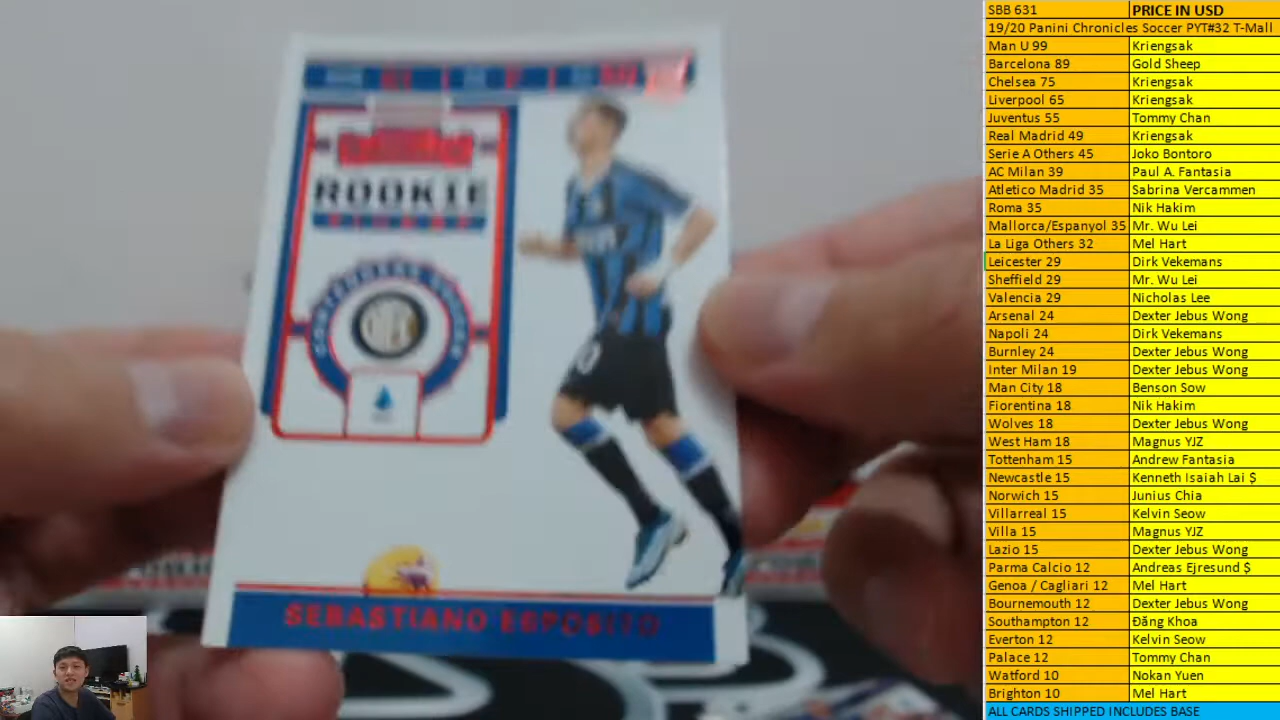 ROOKIE
SEBASTIANO ESPOSITO
SBB 631 PRICE IN USD
19/20 Panini Chronicles Soccer PYT#32 T-Mall
Man U 99 Kriengsak
Barcelona 89 Gold Sheep
Chelsea 75 Kriengsak
Liverpool 65 Kriengsak
Juventus 55 Tommy Chan
Real Madrid 49 Kriengsak
Serie A Others 45 Joko Bontoro
AC Milan 39 Paul A. Fantasia
Atletico Madrid 35 Sabrina Vercammen
Roma 35 Nik Hakim
Mallorca/Espanyol 35 Mr. Wu Lei
La Liga Others 32 Mel Hart
Leicester 29 Dirk Vekemans
Sheffield 29 Mr. Wu Lei
Valencia 29 Nicholas Lee
Arsenal 24 Dexter Jebus Wong
Napoli 24 Dirk Vekemans
Burnley 24 Dexter Jebus Wong
Inter Milan 19 Dexter Jebus Wong
Man City 18 Benson Sow
Fiorentina 18 Nik Hakim
Wolves 18 Dexter Jebus Wong
West Ham 18 Magnus YJZ
Tottenham 15 Andrew Fantasia
Newcastle 15 Kenneth Isaiah Lai $
Norwich 15 Junius Chia
Villarreal 15 Kelvin Seow
Villa 15 Magnus YJZ
Lazio 15 Dexter Jebus Wong
Parma Calcio 12 Andreas Ejresund $
Genoa / Cagliari 12 Mel Hart
Bournemouth 12 Dexter Jebus Wong
Southampton 12 Đăng Khoa
Everton 12 Kelvin Seow
Palace 12 Tommy Chan
Watford 10 Nokan Yuen
Brighton 10 Mel Hart
ALL CARDS SHIPPED INCLUDES BASE